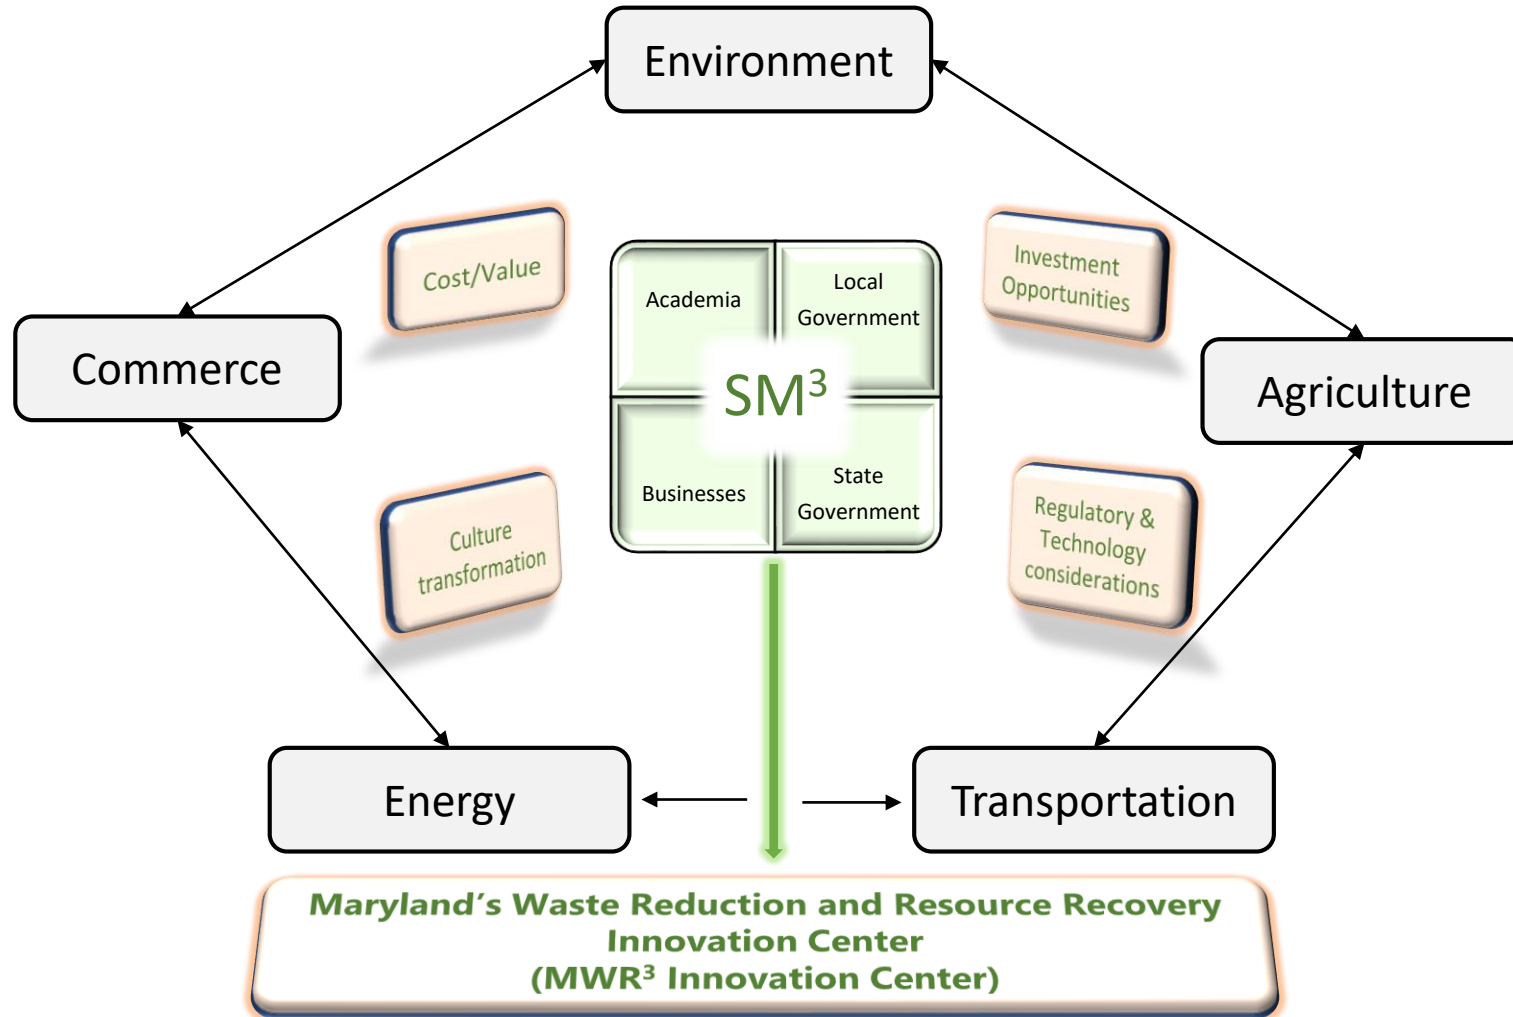 Environment
Cost/Value
Investment
Opportunities
Academia
Local
Government
Commerce
SM³
Agriculture
Businesses
State
Government
Culture
transformation
Regulatory &
Technology
considerations
Energy
Transportation
Maryland’s Waste Reduction and Resource Recovery
Innovation Center
(MWR³ Innovation Center)